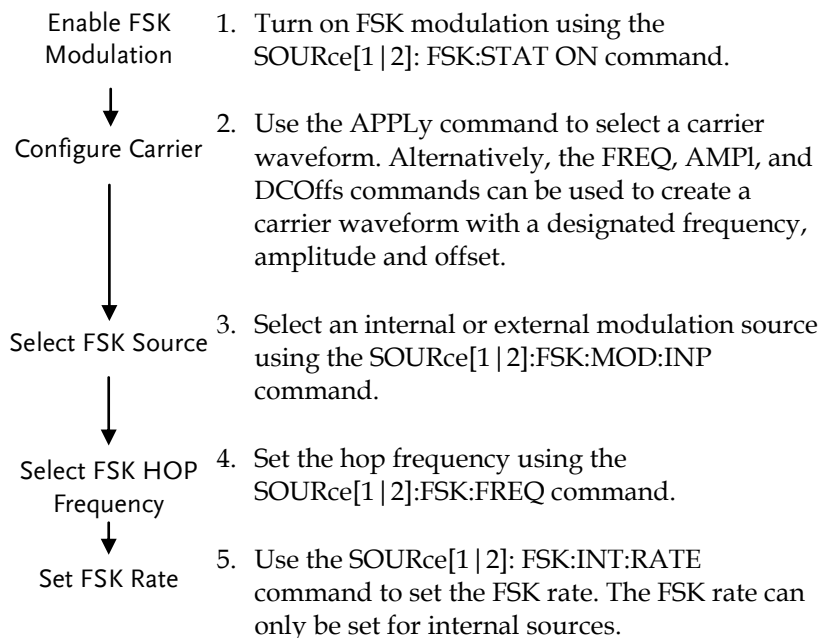 Enable FSK
Modulation
1. Turn on FSK modulation using the
SOURce[1|2]: FSK:STAT ON command.
Configure Carrier
2. Use the APPLy command to select a carrier
waveform. Alternatively, the FREQ, AMPl, and
DCOffs commands can be used to create a
carrier waveform with a designated frequency,
amplitude and offset.
Select FSK Source
3. Select an internal or external modulation source
using the SOURce[1|2]:FSK:MOD:INP
command.
Select FSK HOP
Frequency
4. Set the hop frequency using the
SOURce[1|2]:FSK:FREQ command.
Set FSK Rate
5. Use the SOURce[1|2]: FSK:INT:RATE
command to set the FSK rate. The FSK rate can
only be set for internal sources.